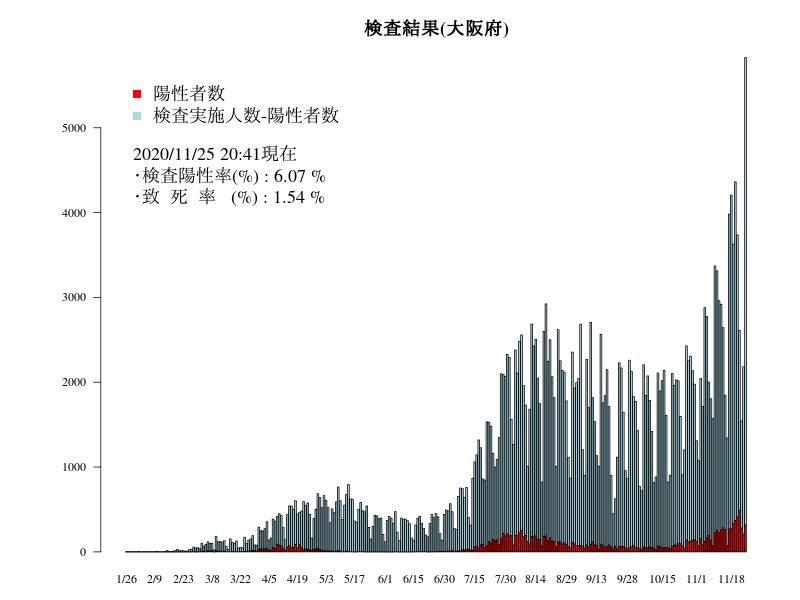 検査結果(大阪府)
陽性者数
検査実施人数-陽性者数
2020/11/25 20:41現在
・検査陽性率(%) : 6.07 %
・致 死 率 (%) : 1.54 %
5000
4000
3000
2000
1000
0
1/26 2/9 2/23 3/8 3/22 4/5 4/19 5/3 5/17 6/1 6/15 6/30 7/15 7/30 8/14 8/29 9/13 9/28 10/15 11/1 11/18